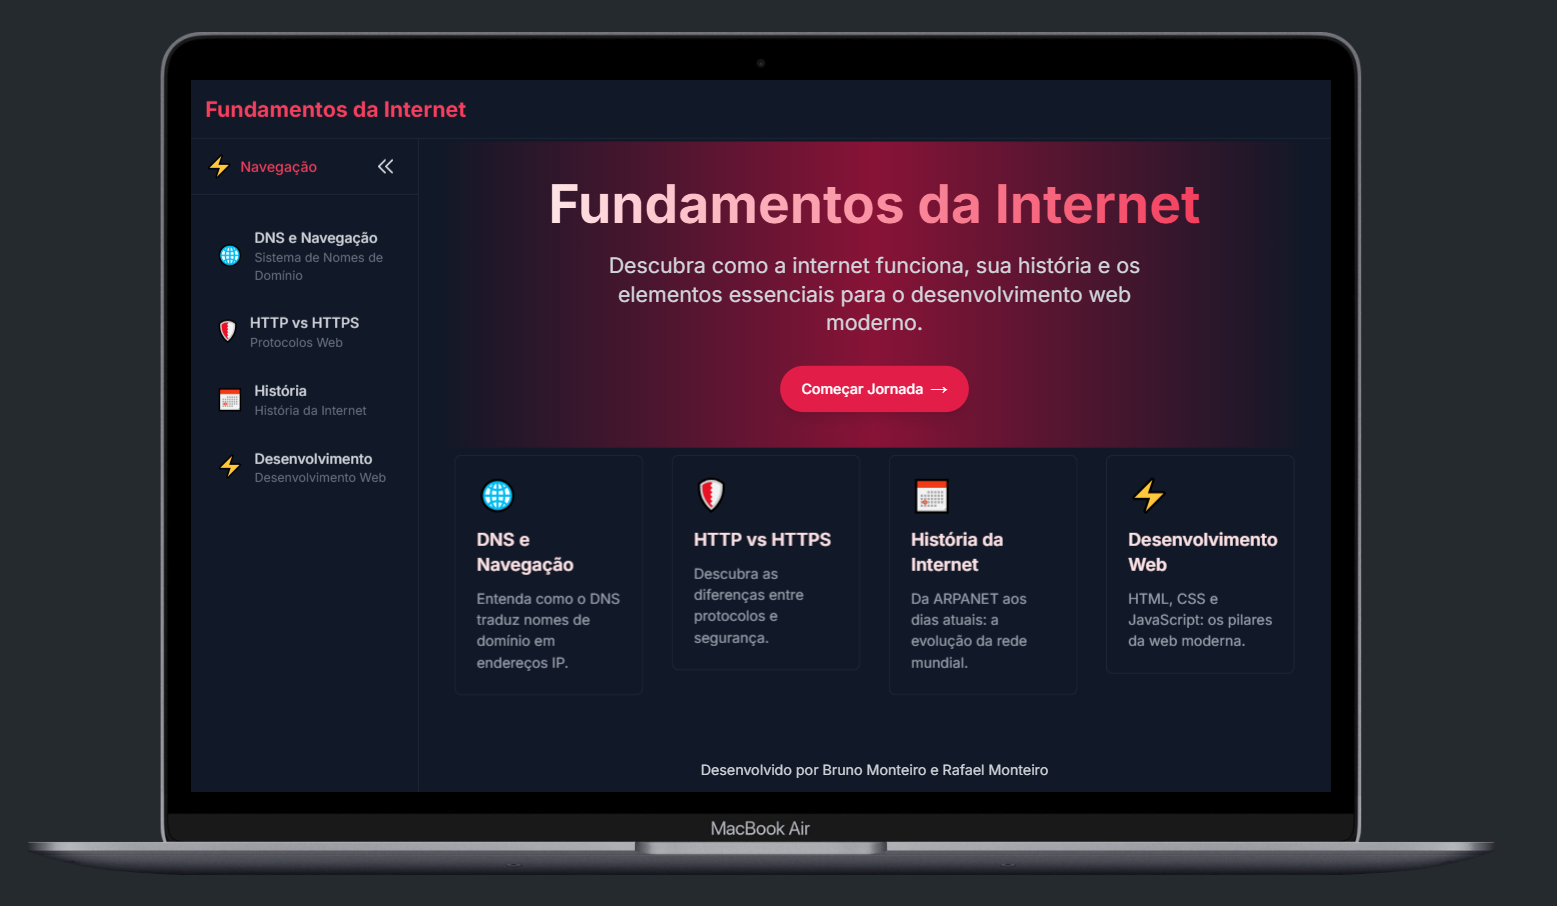 Fundamentos da Internet
Navegação
DNS e Navegação
Sistema de Nomes de
Domínio
HTTP vs HTTPS
Protocolos Web
História
História da Internet
Desenvolvimento
Desenvolvimento Web
Fundamentos da Internet
Descubra como a internet funciona, sua história e os
elementos essenciais para o desenvolvimento web
moderno.
Começar Jornada →
DNS e
Navegação
Entenda como o DNS
traduz nomes de
domínio em
endereços IP.
HTTP vs HTTPS
Descubra as
diferenças entre
protocolos e
segurança.
História da
Internet
Da ARPANET aos
dias atuais: a
evolução da rede
mundial.
Desenvolvimento
Web
HTML, CSS e
JavaScript: os pilares
da web moderna.
Desenvolvido por Bruno Monteiro e Rafael Monteiro
MacBook Air